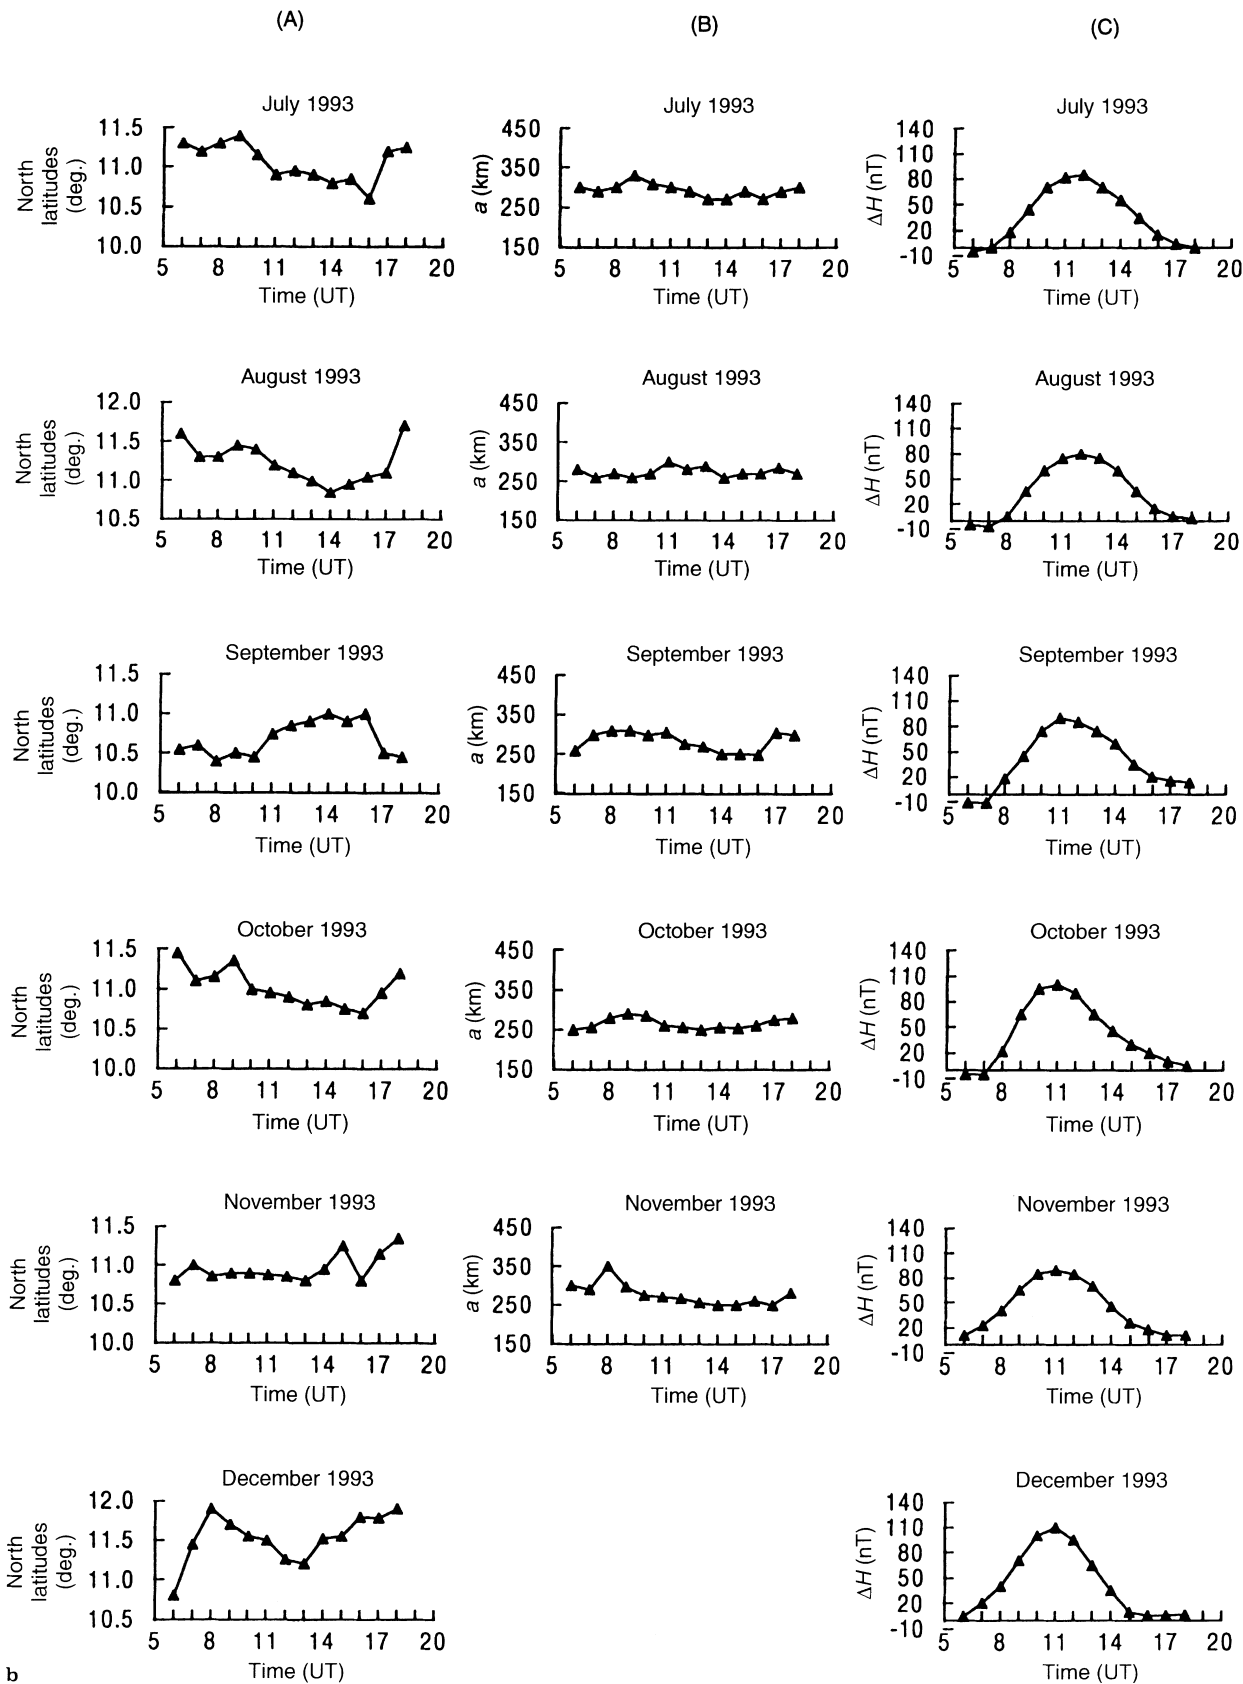 (A)
(B)
(C)
July 1993
11.5
11.0
10.5
10.0
North
latitudes
(deg.)
5 8 11 14 17 20
Time (UT)
July 1993
450
350
250
150
a (km)
5 8 11 14 17 20
Time (UT)
July 1993
140
110
80
50
20
-10
ΔH (nT)
5 8 11 14 17 20
Time (UT)
August 1993
12.0
11.5
11.0
10.5
North
latitudes
(deg.)
5 8 11 14 17 20
Time (UT)
August 1993
450
350
250
150
a (km)
5 8 11 14 17 20
Time (UT)
August 1993
140
110
80
50
20
-10
ΔH (nT)
5 8 11 14 17 20
Time (UT)
September 1993
11.5
11.0
10.5
10.0
North
latitudes
(deg.)
5 8 11 14 17 20
Time (UT)
September 1993
450
350
250
150
a (km)
5 8 11 14 17 20
Time (UT)
September 1993
140
110
80
50
20
-10
ΔH (nT)
5 8 11 14 17 20
Time (UT)
October 1993
11.5
11.0
10.5
10.0
North
latitudes
(deg.)
5 8 11 14 17 20
Time (UT)
October 1993
450
350
250
150
a (km)
5 8 11 14 17 20
Time (UT)
October 1993
140
110
80
50
20
-10
ΔH (nT)
5 8 11 14 17 20
Time (UT)
November 1993
11.5
11.0
10.5
10.0
North
latitudes
(deg.)
5 8 11 14 17 20
Time (UT)
November 1993
450
350
250
150
a (km)
5 8 11 14 17 20
Time (UT)
November 1993
140
110
80
50
20
-10
ΔH (nT)
5 8 11 14 17 20
Time (UT)
December 1993
12.0
11.5
11.0
10.5
North
latitudes
(deg.)
5 8 11 14 17 20
Time (UT)
December 1993
140
110
80
50
20
-10
ΔH (nT)
5 8 11 14 17 20
Time (UT)
b